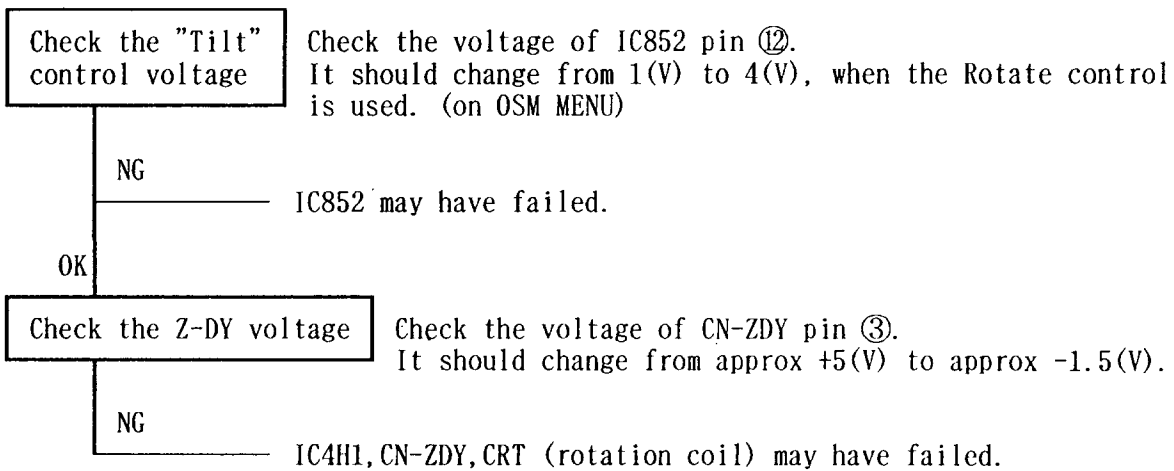 Check the "Tilt"
control voltage
Check the voltage of IC852 pin ⑫.
It should change from 1(V) to 4(V), when the Rotate control
is used. (on OSM MENU)
NG
IC852 may have failed.
OK
Check the Z-DY voltage
Check the voltage of CN-ZDY pin ③.
It should change from approx +5(V) to approx -1.5(V).
NG
IC4H1,CN-ZDY,CRT (rotation coil) may have failed.